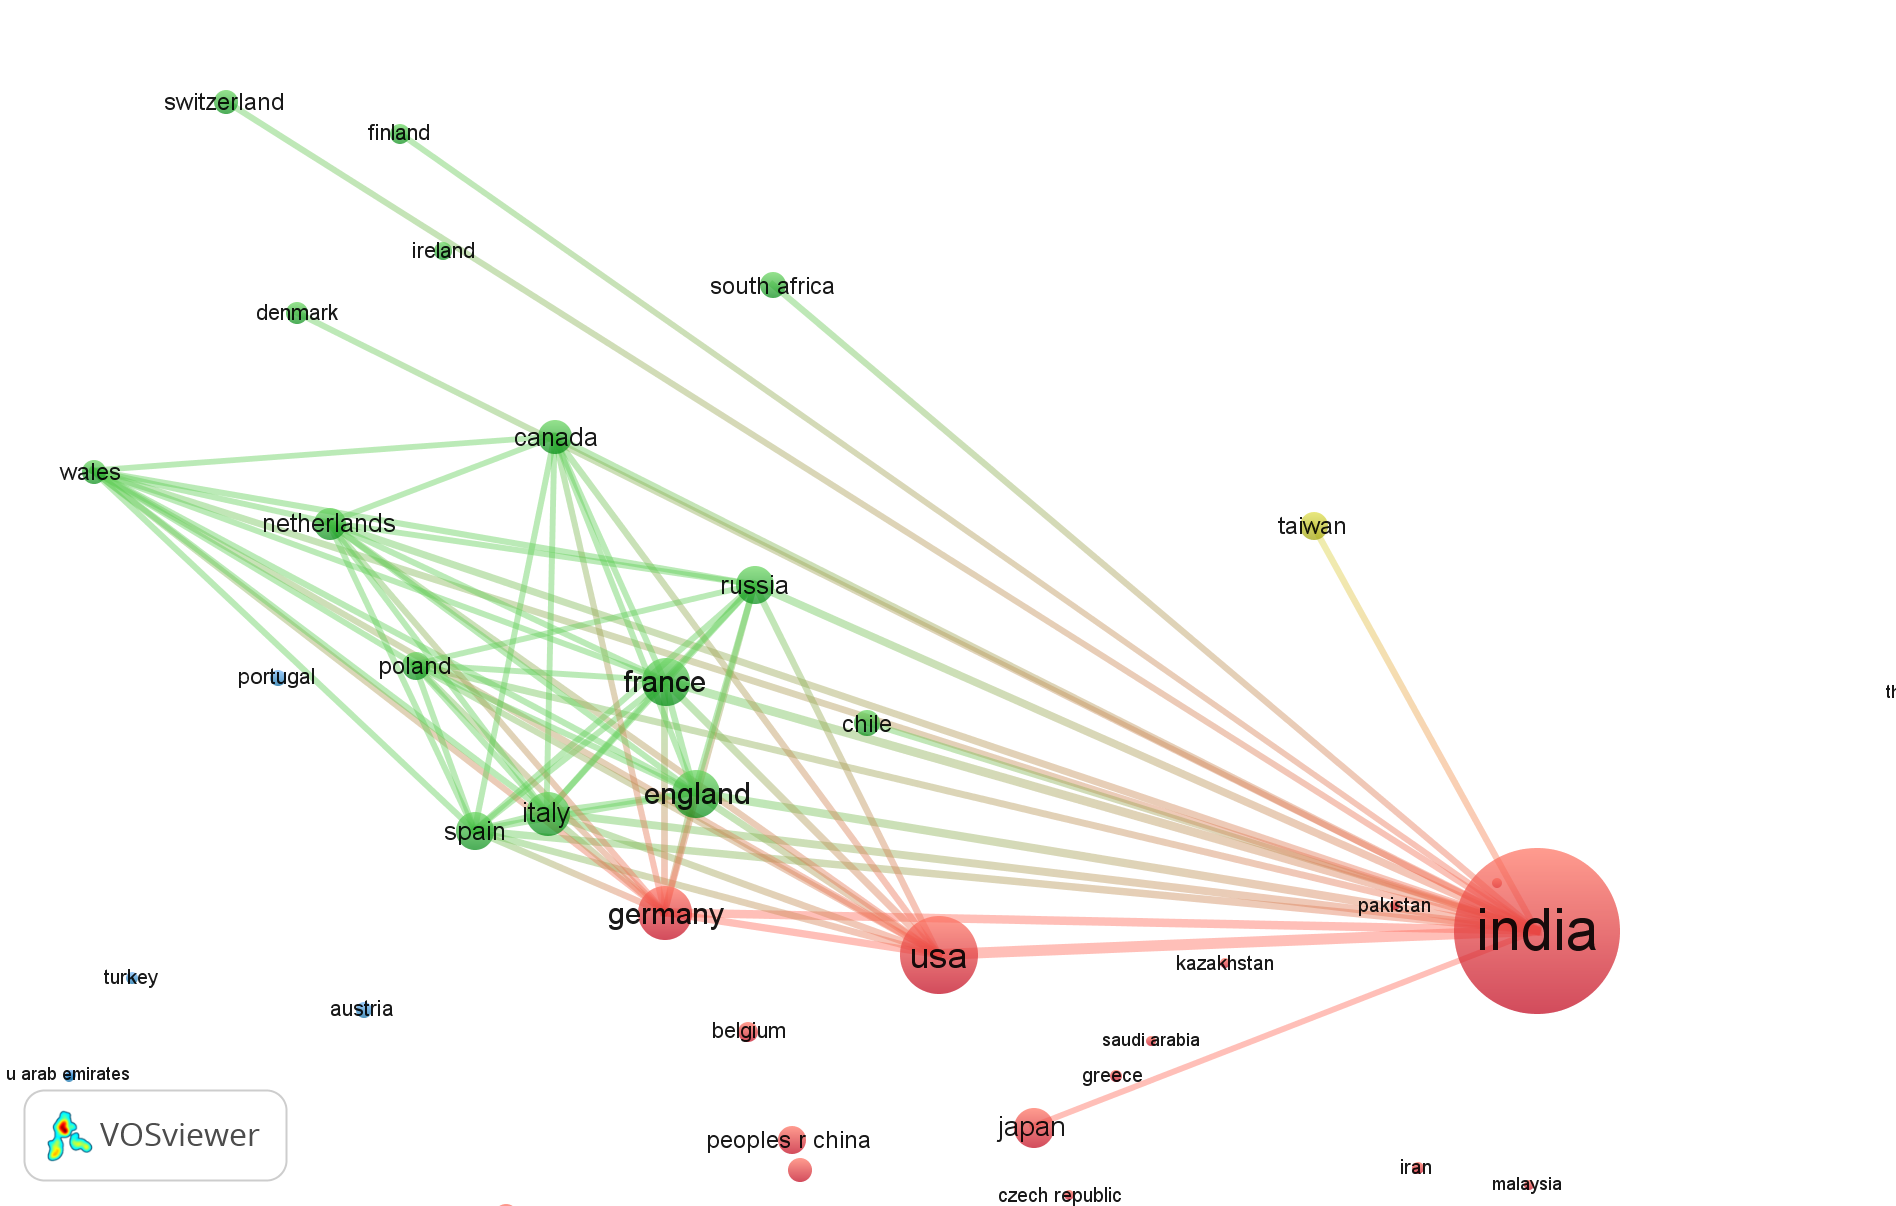 switzerland
finland
ireland
south africa
denmark
canada
wales
netherlands
taiwan
russia
poland
portugal
france
th
chile
england
italy
spain
pakistan
germany
india
usa
kazakhstan
turkey
austria
belgium
saudi arabia
u arab emirates
greece
japan
VOSviewer
peoples r china
iran
malaysia
czech republic